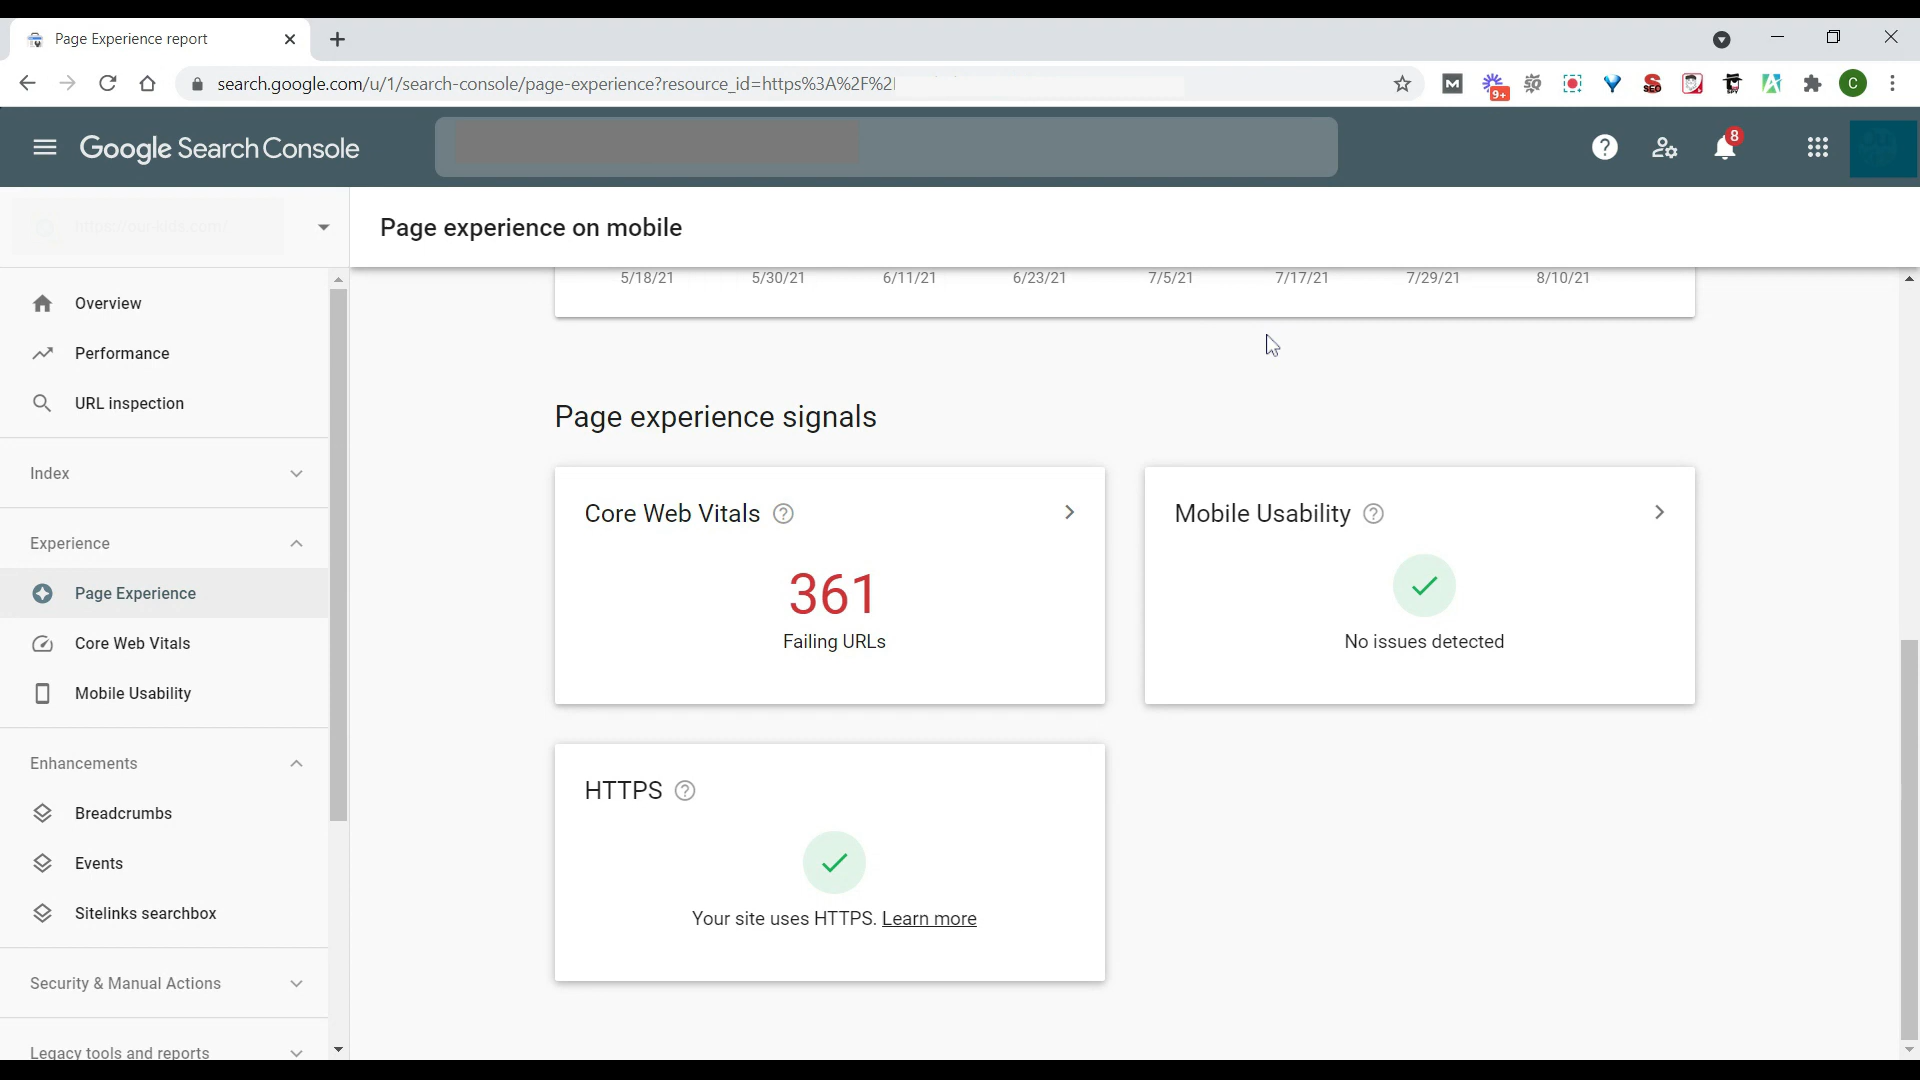 Page Experience report
search.google.com/u/1/search-console/page-experience?resource_id=https%3A%2F%2
9+
SEO
C
Google Search Console
8
Page experience on mobile
5/18/21 5/30/21 6/11/21 6/23/21 7/5/21 7/17/21 7/29/21 8/10/21
Overview
Performance
URL inspection
Index
Experience
Page Experience
Core Web Vitals
Mobile Usability
Enhancements
Breadcrumbs
Events
Sitelinks searchbox
Security & Manual Actions
Legacy tools and reports
Page experience signals
Core Web Vitals
361
Failing URLs
Mobile Usability
No issues detected
HTTPS
Your site uses HTTPS. Learn more